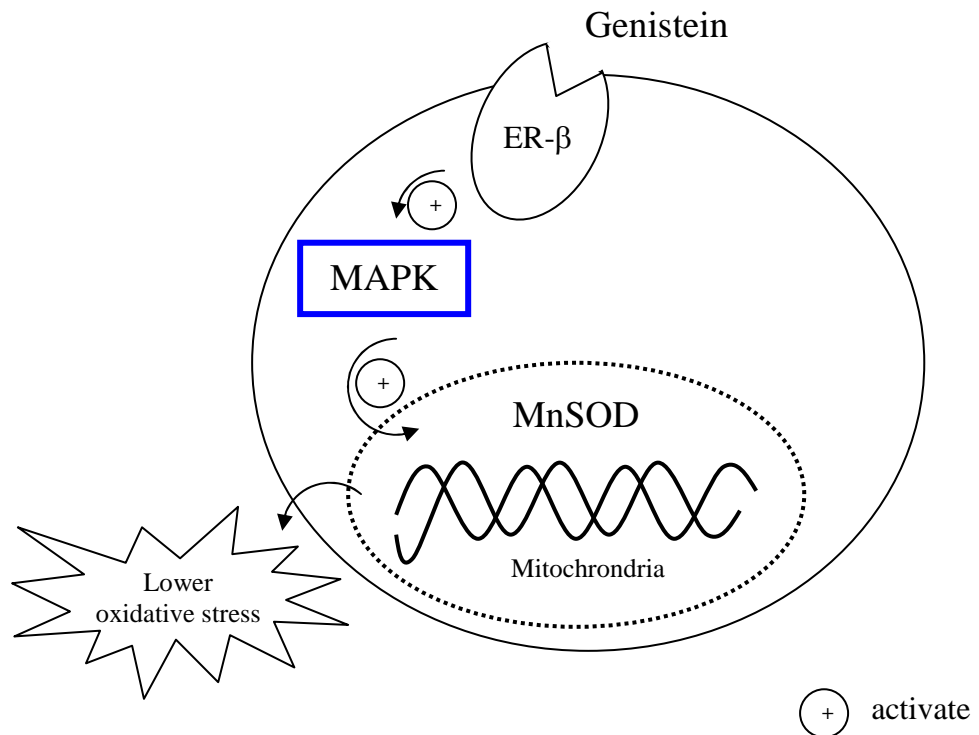 Genistein
ER-β
+
MAPK
+
MnSOD
Mitochrondria
Lower
oxidative stress
+ activate